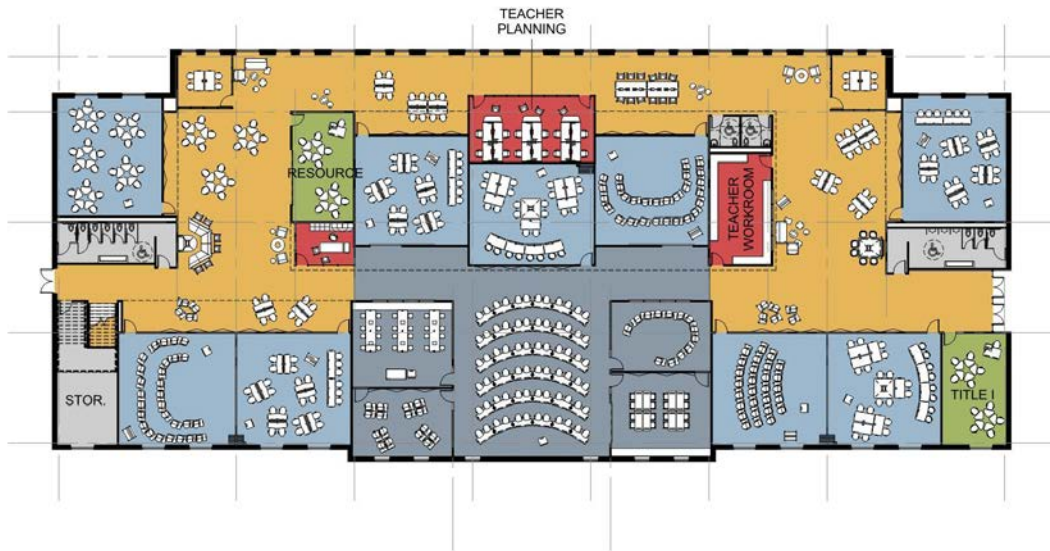 TEACHER
PLANNING
RESOURCE
TEACHER
WORKROOM
STOR.
TITLE I